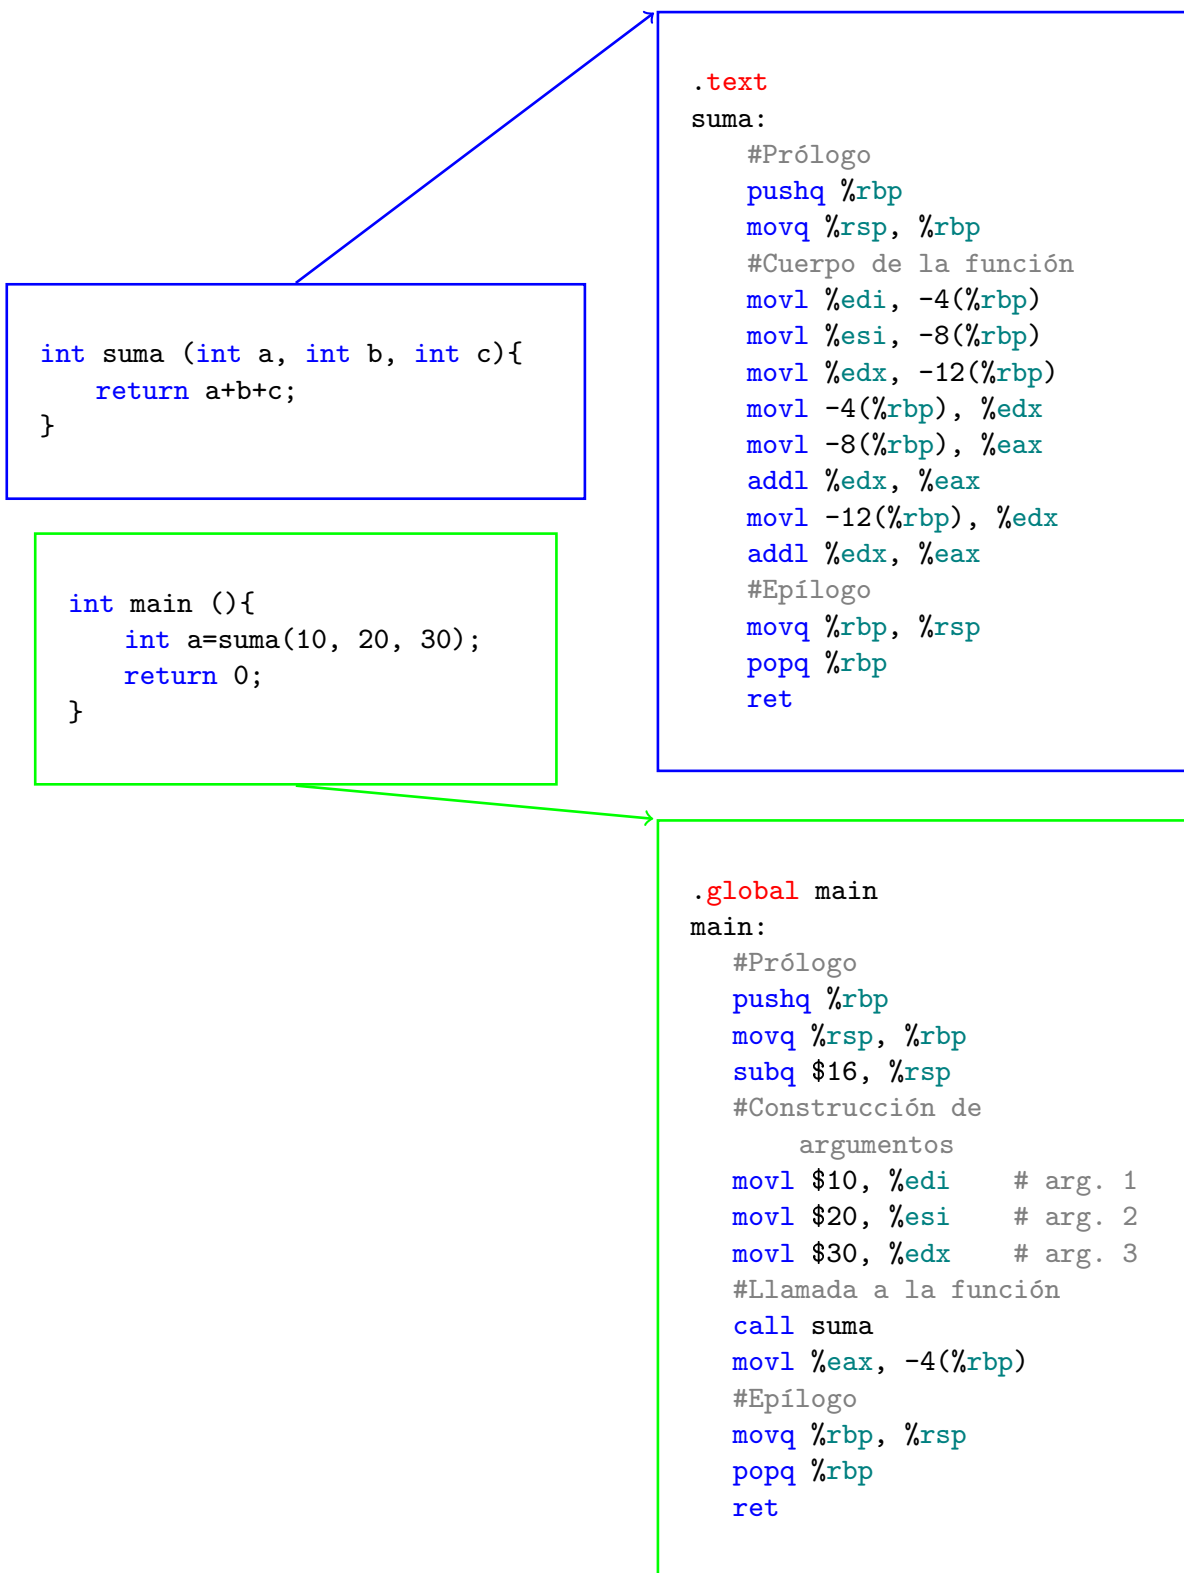 int suma (int a, int b, int c){
return a+b+c;
}
int main (){
int a=suma(10, 20, 30);
return 0;
}
.text
suma:
#Prólogo
pushq %rbp
movq %rsp, %rbp
#Cuerpo de la función
movl %edi, -4(%rbp)
movl %esi, -8(%rbp)
movl %edx, -12(%rbp)
movl -4(%rbp), %edx
movl -8(%rbp), %eax
addl %edx, %eax
movl -12(%rbp), %edx
addl %edx, %eax
#Epílogo
movq %rbp, %rsp
popq %rbp
ret
.global main
main:
#Prólogo
pushq %rbp
movq %rsp, %rbp
subq $16, %rsp
#Construcción de
argumentos
movl $10, %edi # arg. 1
movl $20, %esi # arg. 2
movl $30, %edx # arg. 3
#Llamada a la función
call suma
movl %eax, -4(%rbp)
#Epílogo
movq %rbp, %rsp
popq %rbp
ret